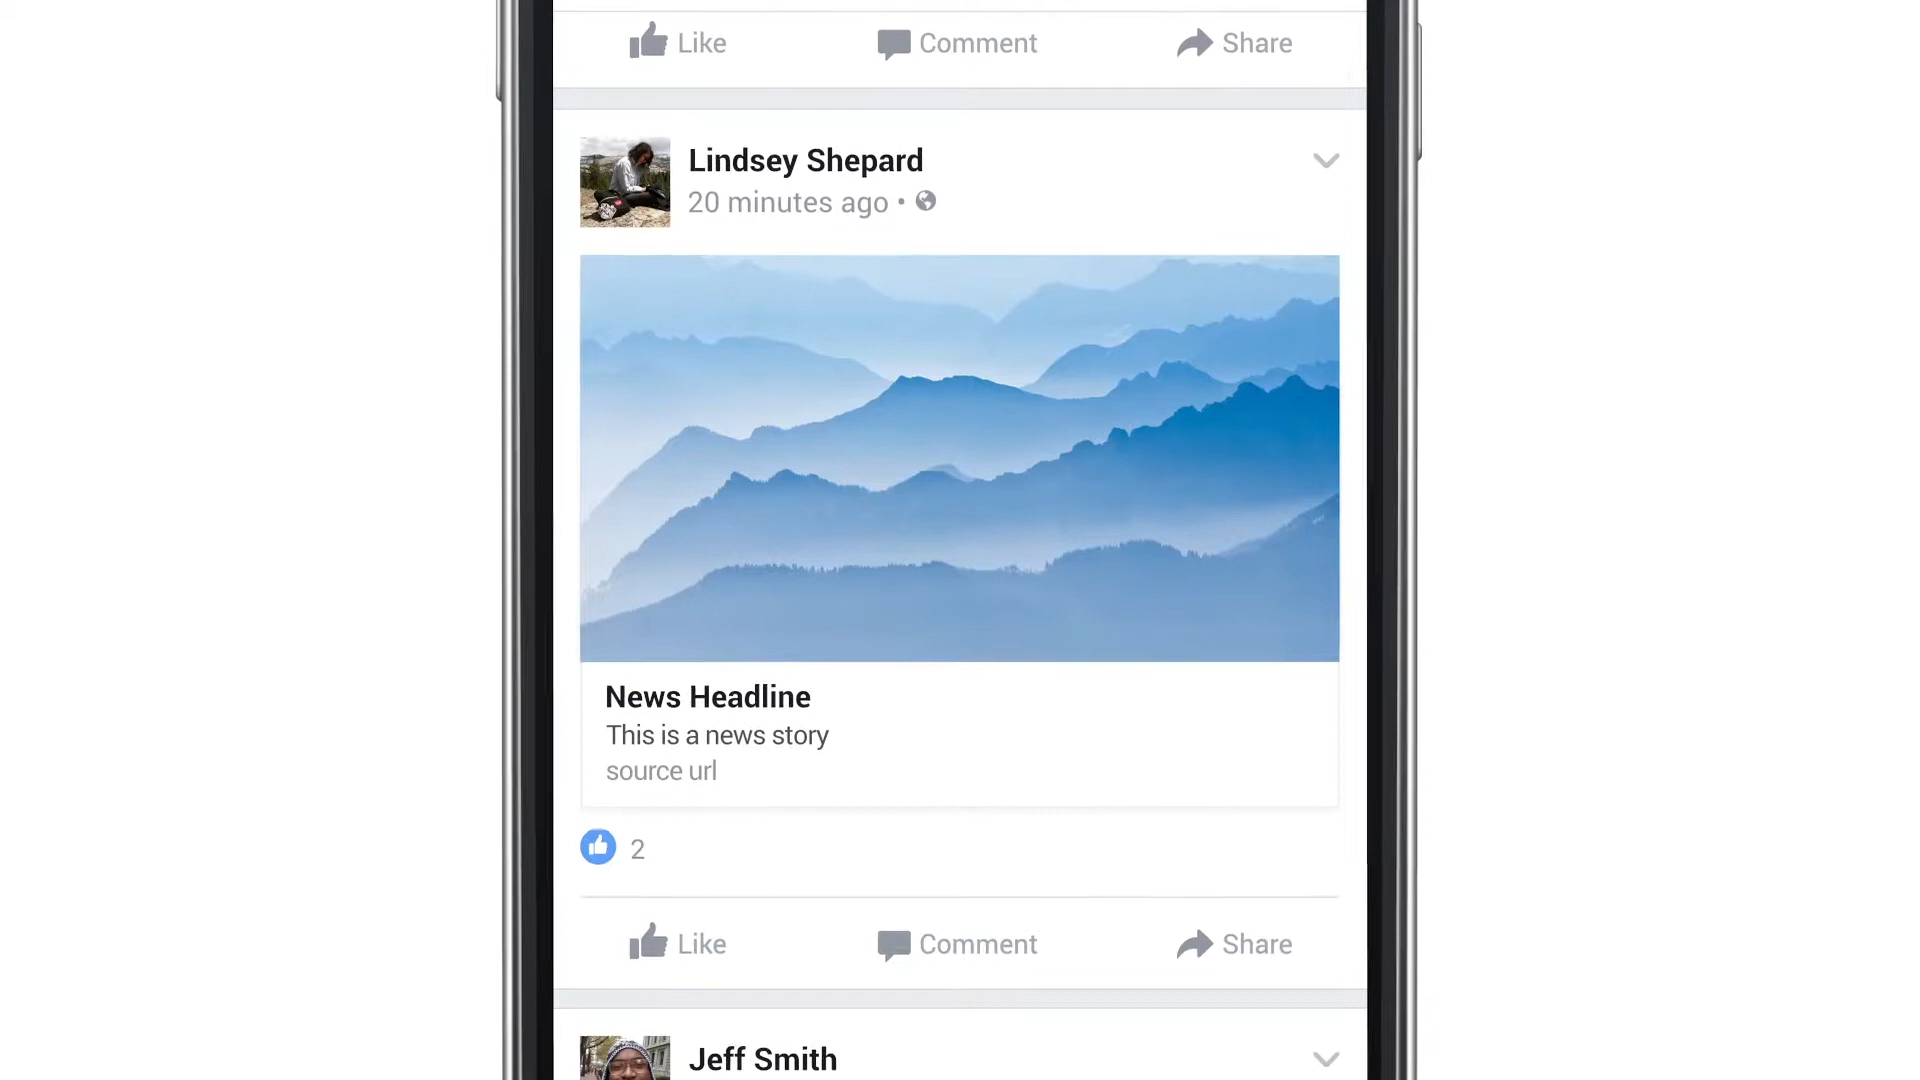 Like Comment Share
Lindsey Shepard
20 minutes ago •
News Headline
This is a news story
source url
2
Like Comment Share
Jeff Smith